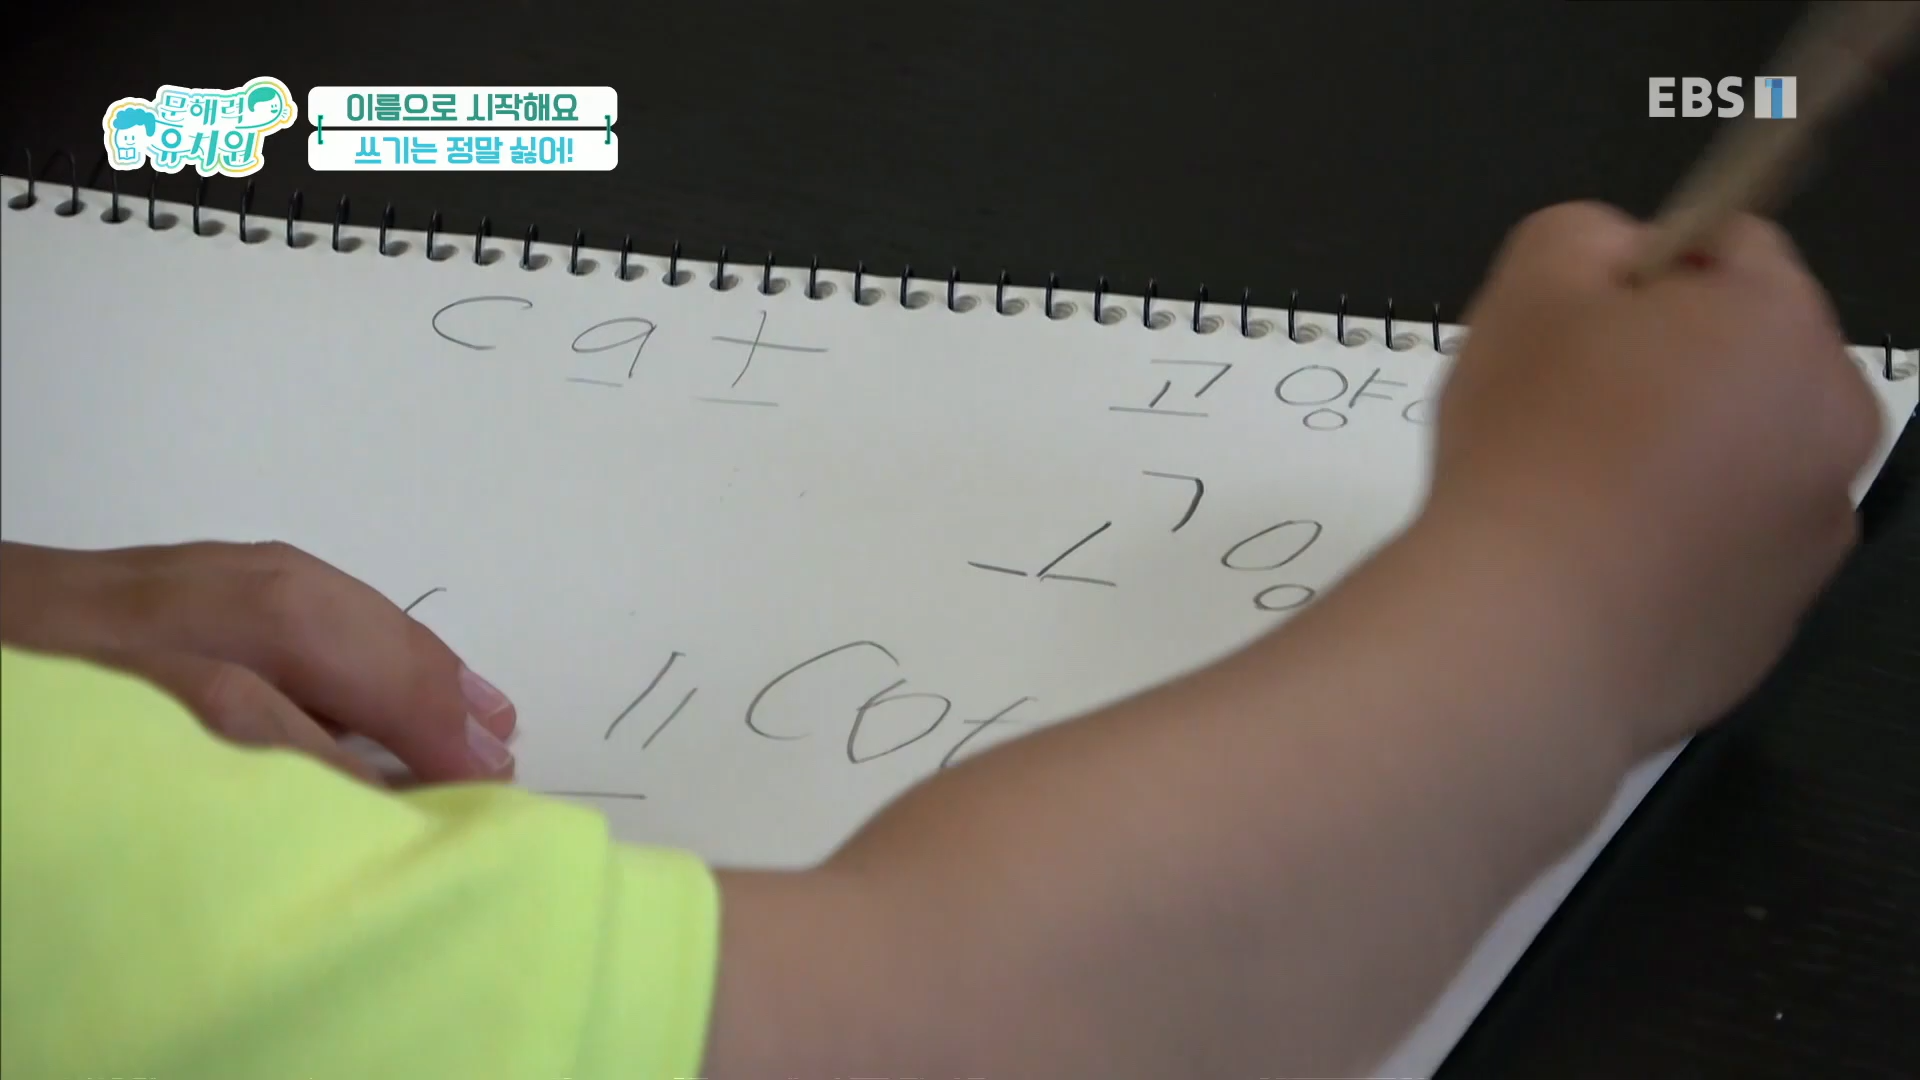 문해력
유치원
이름으로 시작해요
쓰기는 정말 싫어!
EBS 1
cat 고양
cat